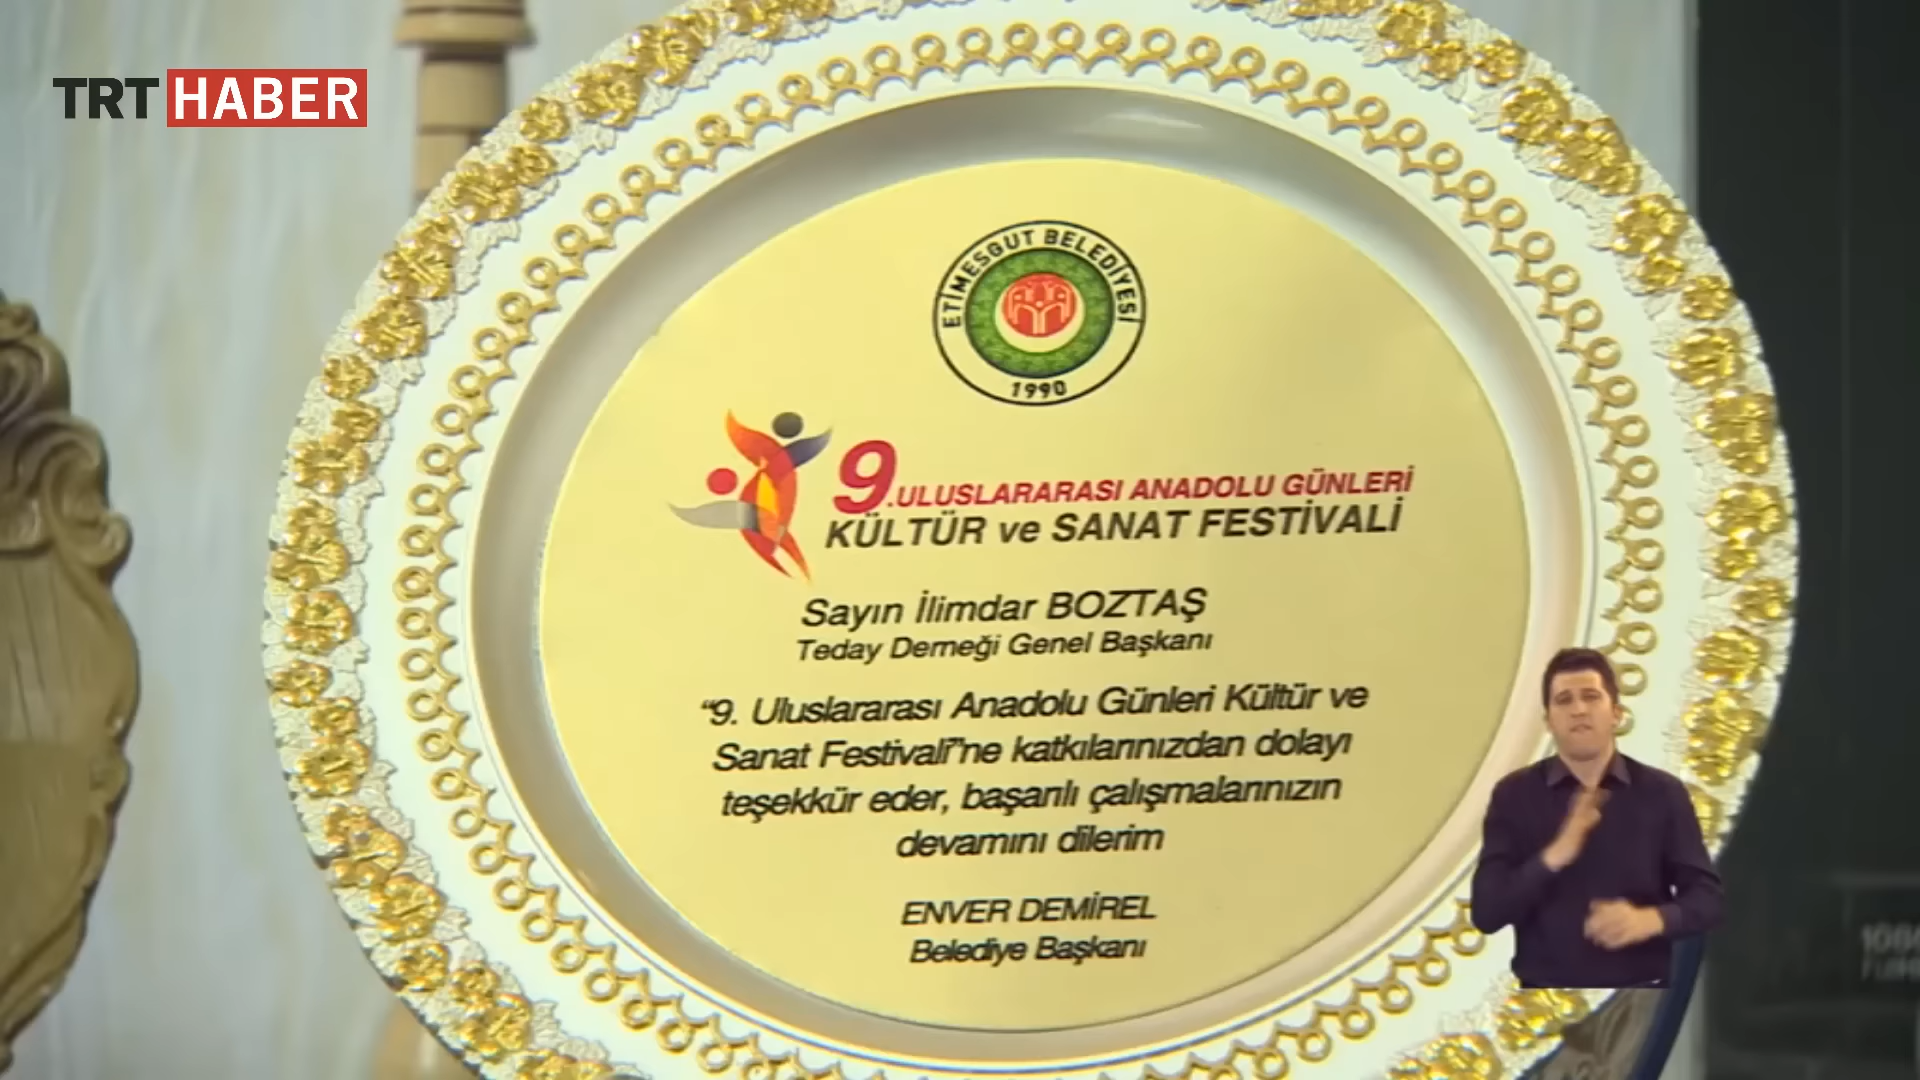 TRT HABER
ETİMESGUT BELEDİYESİ
1990
9.ULUSLARARASI ANADOLU GÜNLERİ
KÜLTÜR ve SANAT FESTİVALİ
Sayın İlimdar BOZTAŞ
Teday Derneği Genel Başkanı
“9. Uluslararası Anadolu Günleri Kültür ve
Sanat Festivali”ne katkılarınızdan dolayı
teşekkür eder, başarılı çalışmalarınızın
devamını dilerim
ENVER DEMİREL
Belediye Başkanı